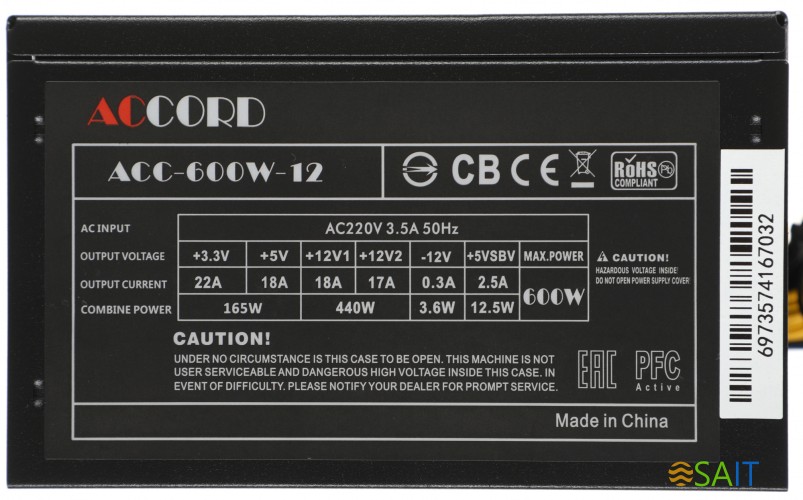 ACCORD
ACC-600W-12
CB CE RoHS Pb
COMPLIANT
AC INPUT AC220V 3.5A 50Hz
OUTPUT VOLTAGE +3.3V +5V +12V1 +12V2 -12V +5VSBV MAX.POWER
OUTPUT CURRENT 22A 18A 18A 17A 0.3A 2.5A 600W
COMBINE POWER 165W 440W 3.6W 12.5W
CAUTION!
HAZARDOUS VOLTAGE INSIDE!
DO NOT OPEN POWER SUPPLY COVER!
CAUTION!
UNDER NO CIRCUMSTANCE IS THIS CASE TO BE OPEN. THIS MACHINE IS NOT
USER SERVICEABLE AND DANGEROUS HIGH VOLTAGE INSIDE THIS CASE. IN
EVENT OF DIFFICULTY. PLEASE NOTIFY YOUR DEALER FOR PROMPT SERVICE.
EAC PFC
Active
Made in China
6973574167032
SAIT